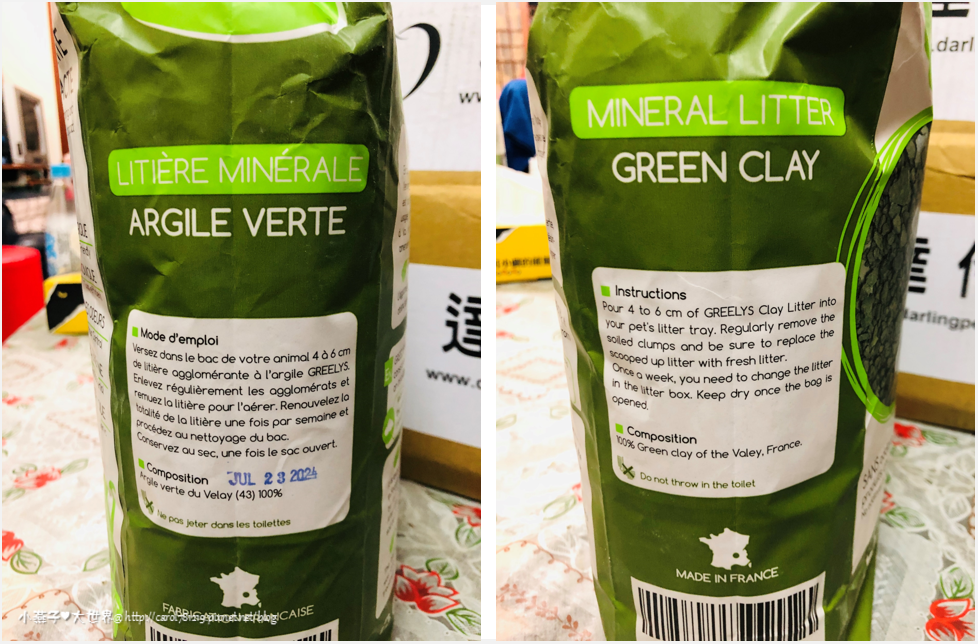 LITIÈRE MINÉRALE
ARGILE VERTE
Mode d'emploi
Versez dans le bac de votre animal 4 à 6 cm
de litière agglomérante à l'argile GREELYS.
Enlevez régulièrement les agglomérats et
remuez la litière pour l'aérer. Renouvelez la
totalité de la litière une fois par semaine et
procédez au nettoyage du bac.
Conservez au sec, une fois le sac ouvert.
Composition
JUL 23 2024
Argile verte du Velay (43) 100%
Ne pas jeter dans les toilettes
小燕子♥大世界@
MINERAL LITTER
GREEN CLAY
Instructions
Pour 4 to 6 cm of GREELYS Clay Litter into
your pet's litter tray. Regularly remove the
soiled clumps and be sure to replace the
scooped up litter with fresh litter.
Once a week, you need to change the litter
in the litter box. Keep dry once the bag is
opened.
Composition
100% Green clay of the Valey, France.
Do not throw in the toilet
MADE IN FRANCE